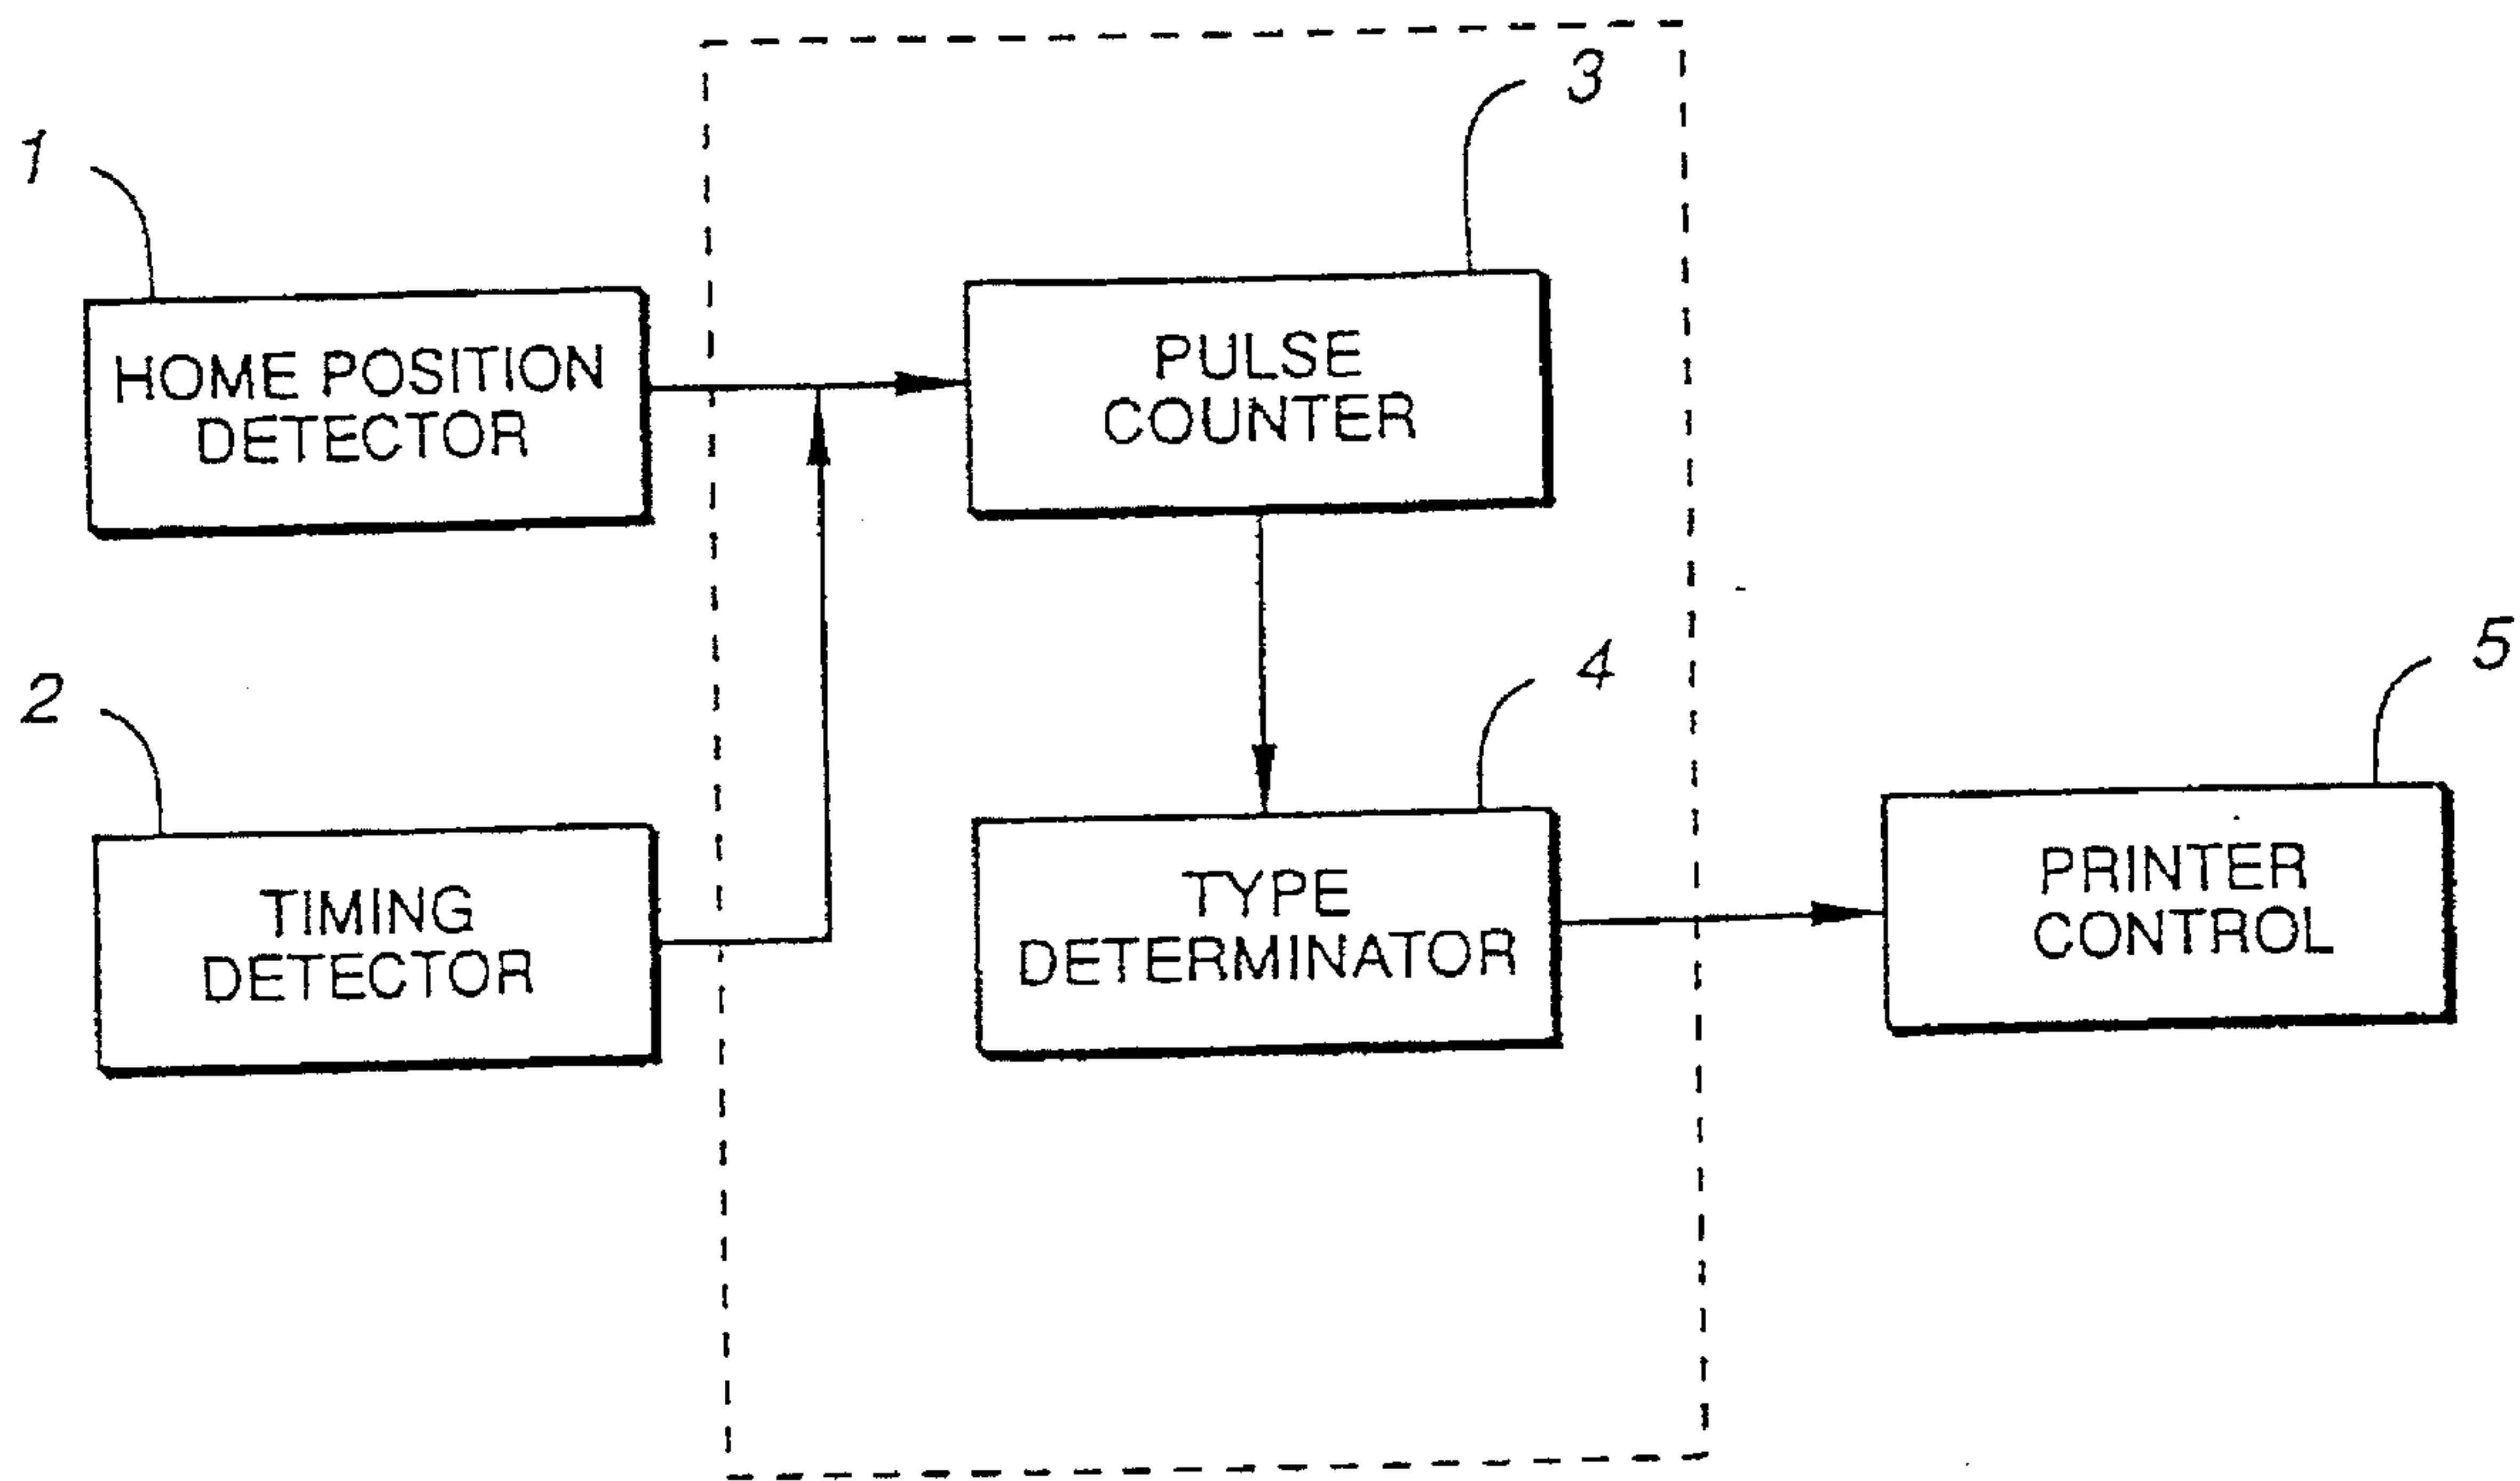 1
HOME POSITION
DETECTOR
2
TIMING
DETECTOR
3
PULSE
COUNTER
4
TYPE
DETERMINATOR
5
PRINTER
CONTROL